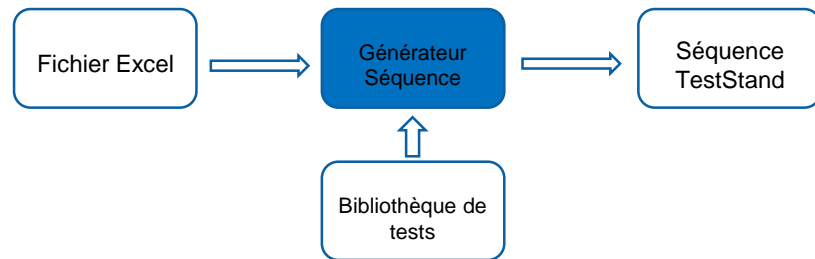 Fichier Excel
Générateur
Séquence
Séquence
TestStand
Bibliothèque de
tests